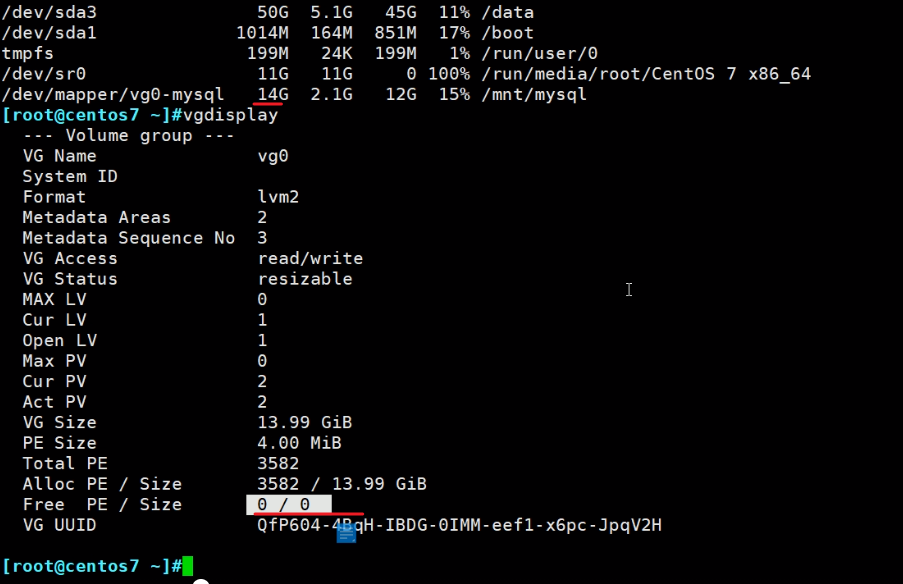 /dev/sda3                50G  5.1G   45G  11% /data
/dev/sda1              1014M  164M  851M  17% /boot
tmpfs                   199M   24K  199M   1% /run/user/0
/dev/sr0                 11G   11G     0 100% /run/media/root/CentOS 7 x86_64
/dev/mapper/vg0-mysql    14G  2.1G   12G  15% /mnt/mysql
[root@centos7 ~]#vgdisplay
  --- Volume group ---
  VG Name               vg0
  System ID
  Format                lvm2
  Metadata Areas        2
  Metadata Sequence No  3
  VG Access             read/write
  VG Status             resizable
  MAX LV                0
  Cur LV                1
  Open LV               1
  Max PV                0
  Cur PV                2
  Act PV                2
  VG Size               13.99 GiB
  PE Size               4.00 MiB
  Total PE              3582
  Alloc PE / Size       3582 / 13.99 GiB
  Free  PE / Size       0 / 0
  VG UUID               QfP604-4BqH-IBDG-0IMM-eef1-x6pc-JpqV2H
[root@centos7 ~]#